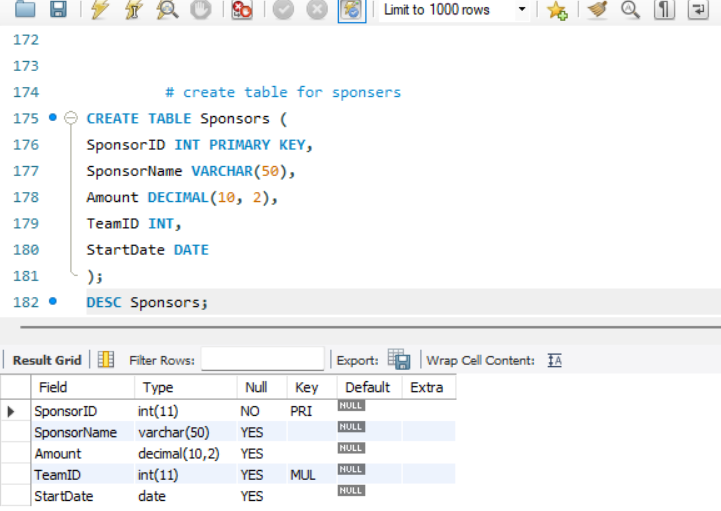 Limit to 1000 rows
172
173
174 # create table for sponsers
175 CREATE TABLE Sponsors (
176 SponsorID INT PRIMARY KEY,
177 SponsorName VARCHAR(50),
178 Amount DECIMAL(10, 2),
179 TeamID INT,
180 StartDate DATE
181 );
182 DESC Sponsors;
Result Grid Filter Rows: Export: Wrap Cell Content: IA
Field Type Null Key Default Extra
SponsorID int(11) NO PRI NULL
SponsorName varchar(50) YES NULL
Amount decimal(10,2) YES NULL
TeamID int(11) YES MUL NULL
StartDate date YES NULL